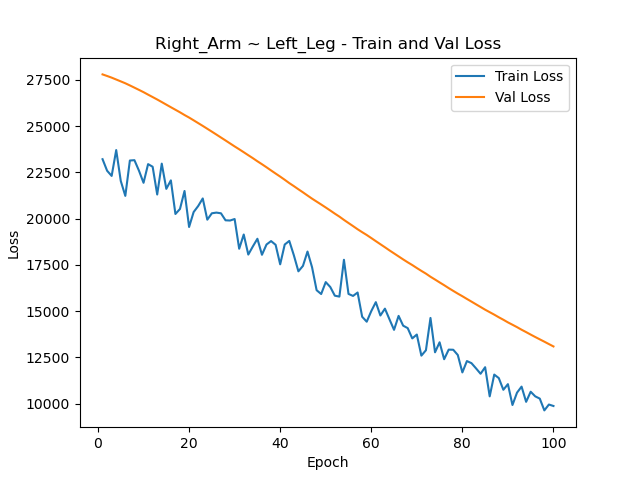 Right_Arm ~ Left_Leg - Train and Val Loss
Train Loss
Val Loss
27500
25000
22500
20000
17500
15000
12500
10000
Loss
0
20
40
60
80
100
Epoch